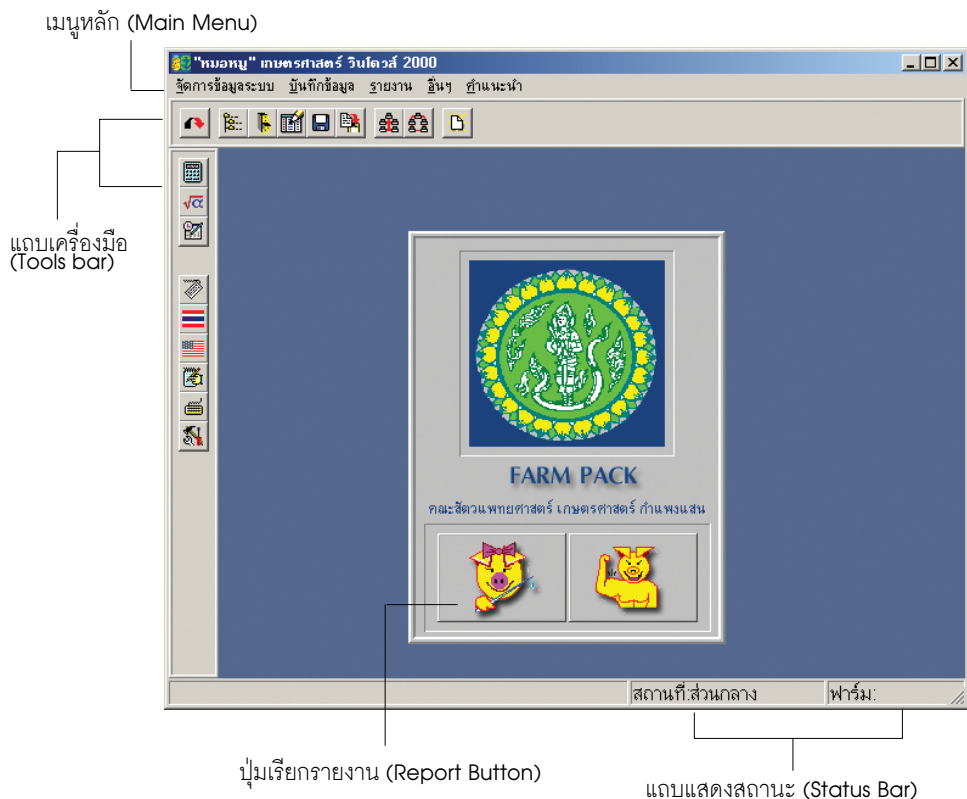 เมนูหลัก (Main Menu)
"หมอหมู" เกษตรศาสตร์ วินโดวส์ 2000
จัดการข้อมูลระบบ บันทึกข้อมูล รายงาน อื่นๆ คำแนะนำ
แถบเครื่องมือ
(Tools bar)
FARM PACK
คณะสัตวแพทยศาสตร์ เกษตรศาสตร์ กำแพงแสน
สถานที่:ส่วนกลาง ฟาร์ม:
ปุ่มเรียกรายงาน (Report Button)
แถบแสดงสถานะ (Status Bar)